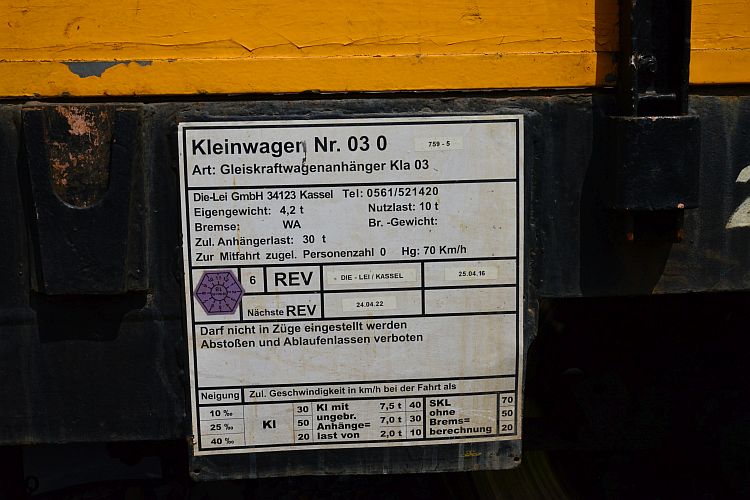 Kleinwagen Nr. 03 0 759 - 5
Art: Gleiskraftwagenanhänger Kla 03
Die-Lei GmbH 34123 Kassel Tel: 0561/521420
Eigengewicht: 4,2 t Nutzlast: 10 t
Bremse: WA Br. -Gewicht:
Zul. Anhängerlast: 30 t
Zur Mitfahrt zugel. Personenzahl 0 Hg: 70 Km/h
6 REV - DIE - LEI / KASSEL 25.04.16
Nächste REV 24.04.22
Darf nicht in Züge eingestellt werden
Abstoßen und Ablaufenlassen verboten
Neigung Zul. Geschwindigkeit in km/h bei der Fahrt als
10 ‰ Kl 30 Kl mit 7,5 t 40 SKL 70
25 ‰ 50 ungebr. 7,0 t 30 ohne 50
40 ‰ 20 Anhänge= 2,0 t 10 Brems= 20
last von berechnung